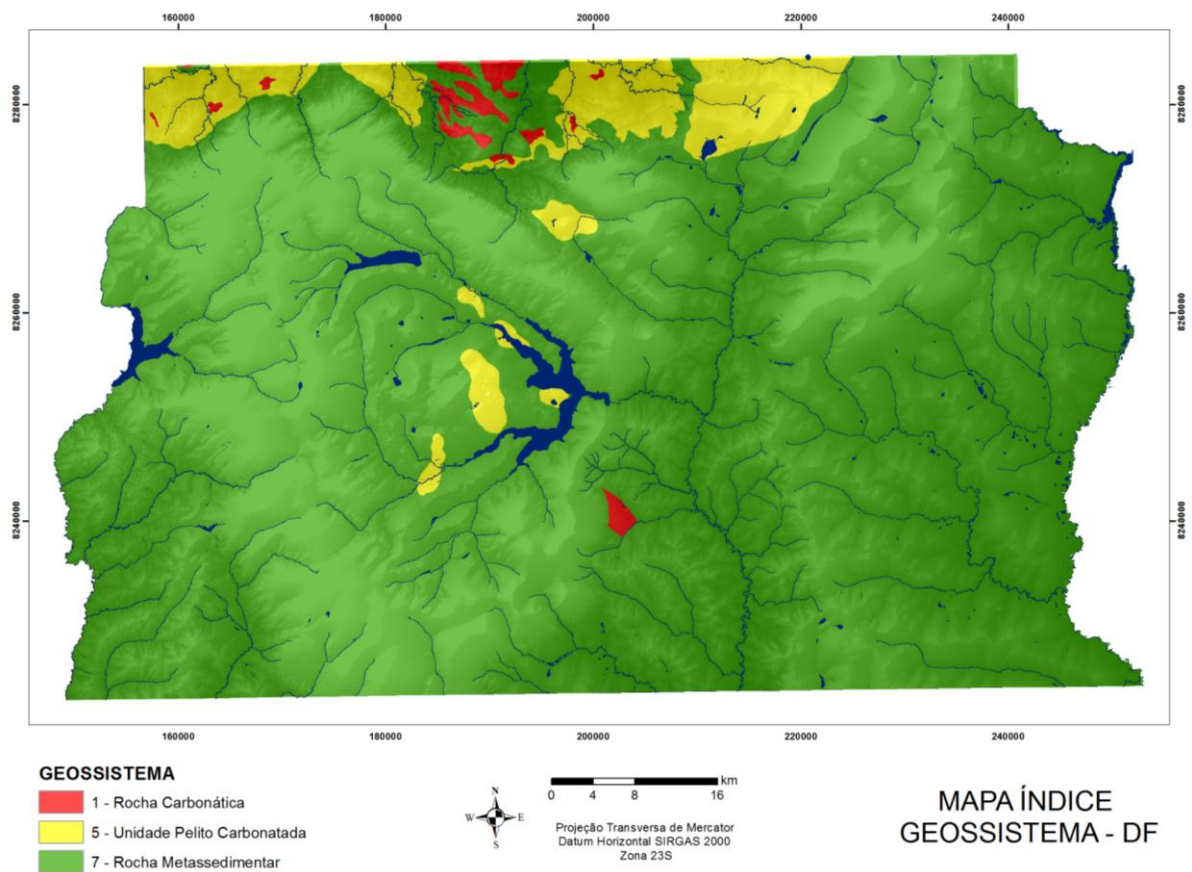 160000 180000 200000 220000 240000
8280000 8280000
8260000 8260000
8240000 8240000
160000 180000 200000 220000 240000
GEOSSISTEMA
1 - Rocha Carbonática
5 - Unidade Pelito Carbonatada
7 - Rocha Metassedimentar
N
W E
S
km
0 4 8 16
Projeção Transversa de Mercator
Datum Horizontal SIRGAS 2000
Zona 23S
MAPA ÍNDICE
GEOSSISTEMA - DF